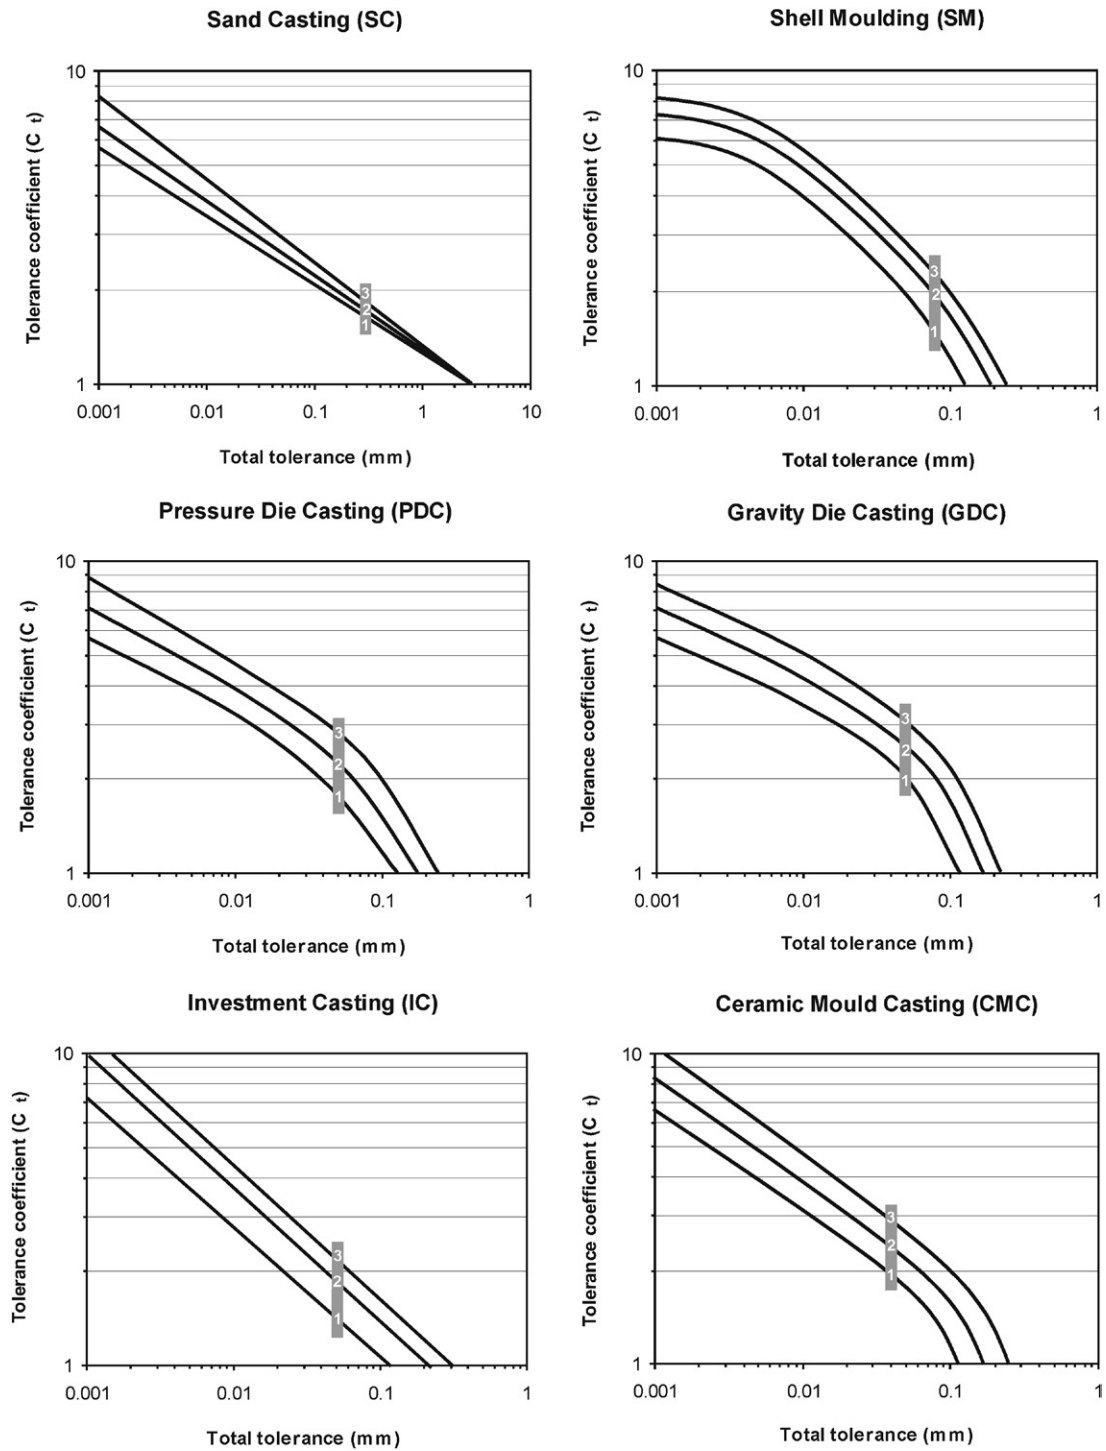 Sand Casting (SC)
Tolerance coefficient (C t)
10
1
0.001 0.01 0.1 1 10
Total tolerance (mm)
3
2
1
Shell Moulding (SM)
Tolerance coefficient (C t)
10
1
0.001 0.01 0.1 1
Total tolerance (mm)
3
2
1
Pressure Die Casting (PDC)
Tolerance coefficient (C t)
10
1
0.001 0.01 0.1 1
Total tolerance (mm)
3
2
1
Gravity Die Casting (GDC)
Tolerance coefficient (C t)
10
1
0.001 0.01 0.1 1
Total tolerance (mm)
3
2
1
Investment Casting (IC)
Tolerance coefficient (C t)
10
1
0.001 0.01 0.1 1
Total tolerance (mm)
3
2
1
Ceramic Mould Casting (CMC)
Tolerance coefficient (C t)
10
1
0.001 0.01 0.1 1
Total tolerance (mm)
3
2
1